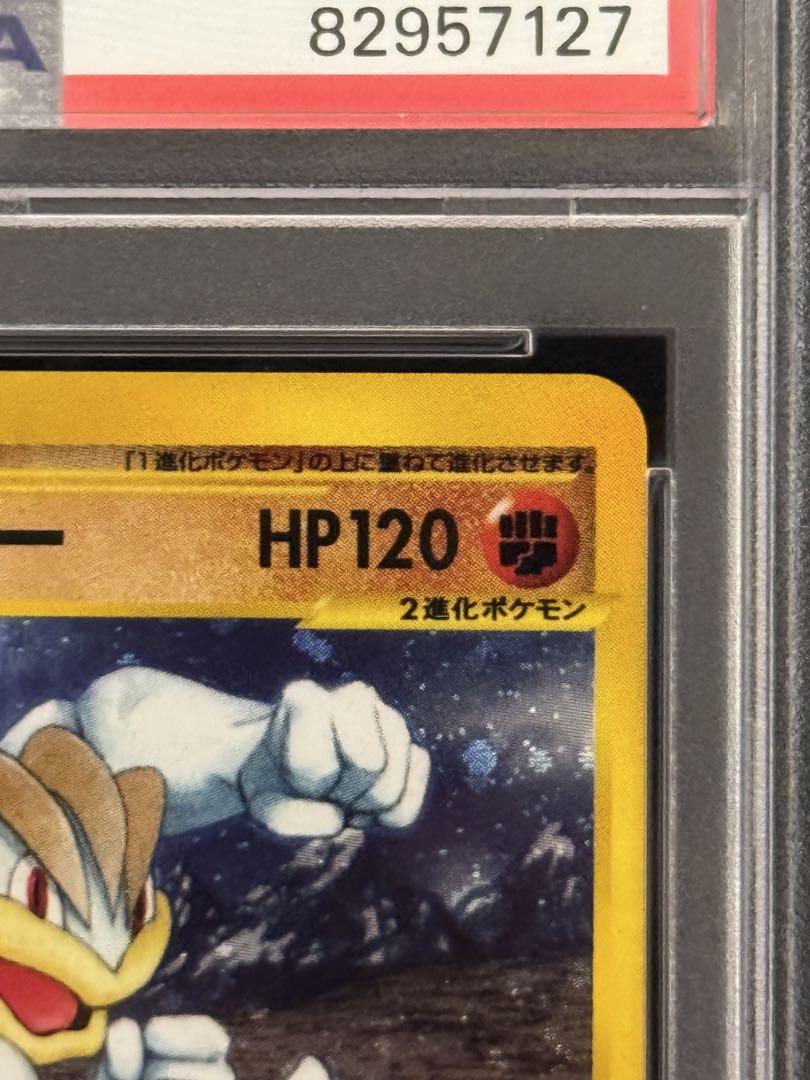 A
82957127
「1進化ポケモン」の上に重ねて進化させます。
ー HP120
2進化ポケモン